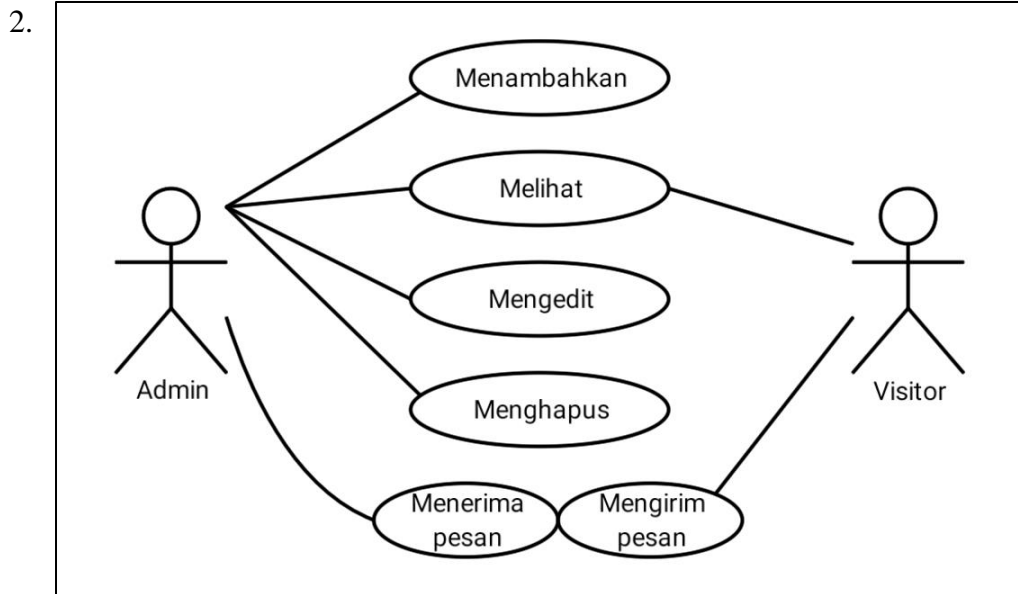 2.
Menambahkan
Melihat
Mengedit
Admin
Visitor
Menghapus
Menerima
pesan
Mengirim
pesan